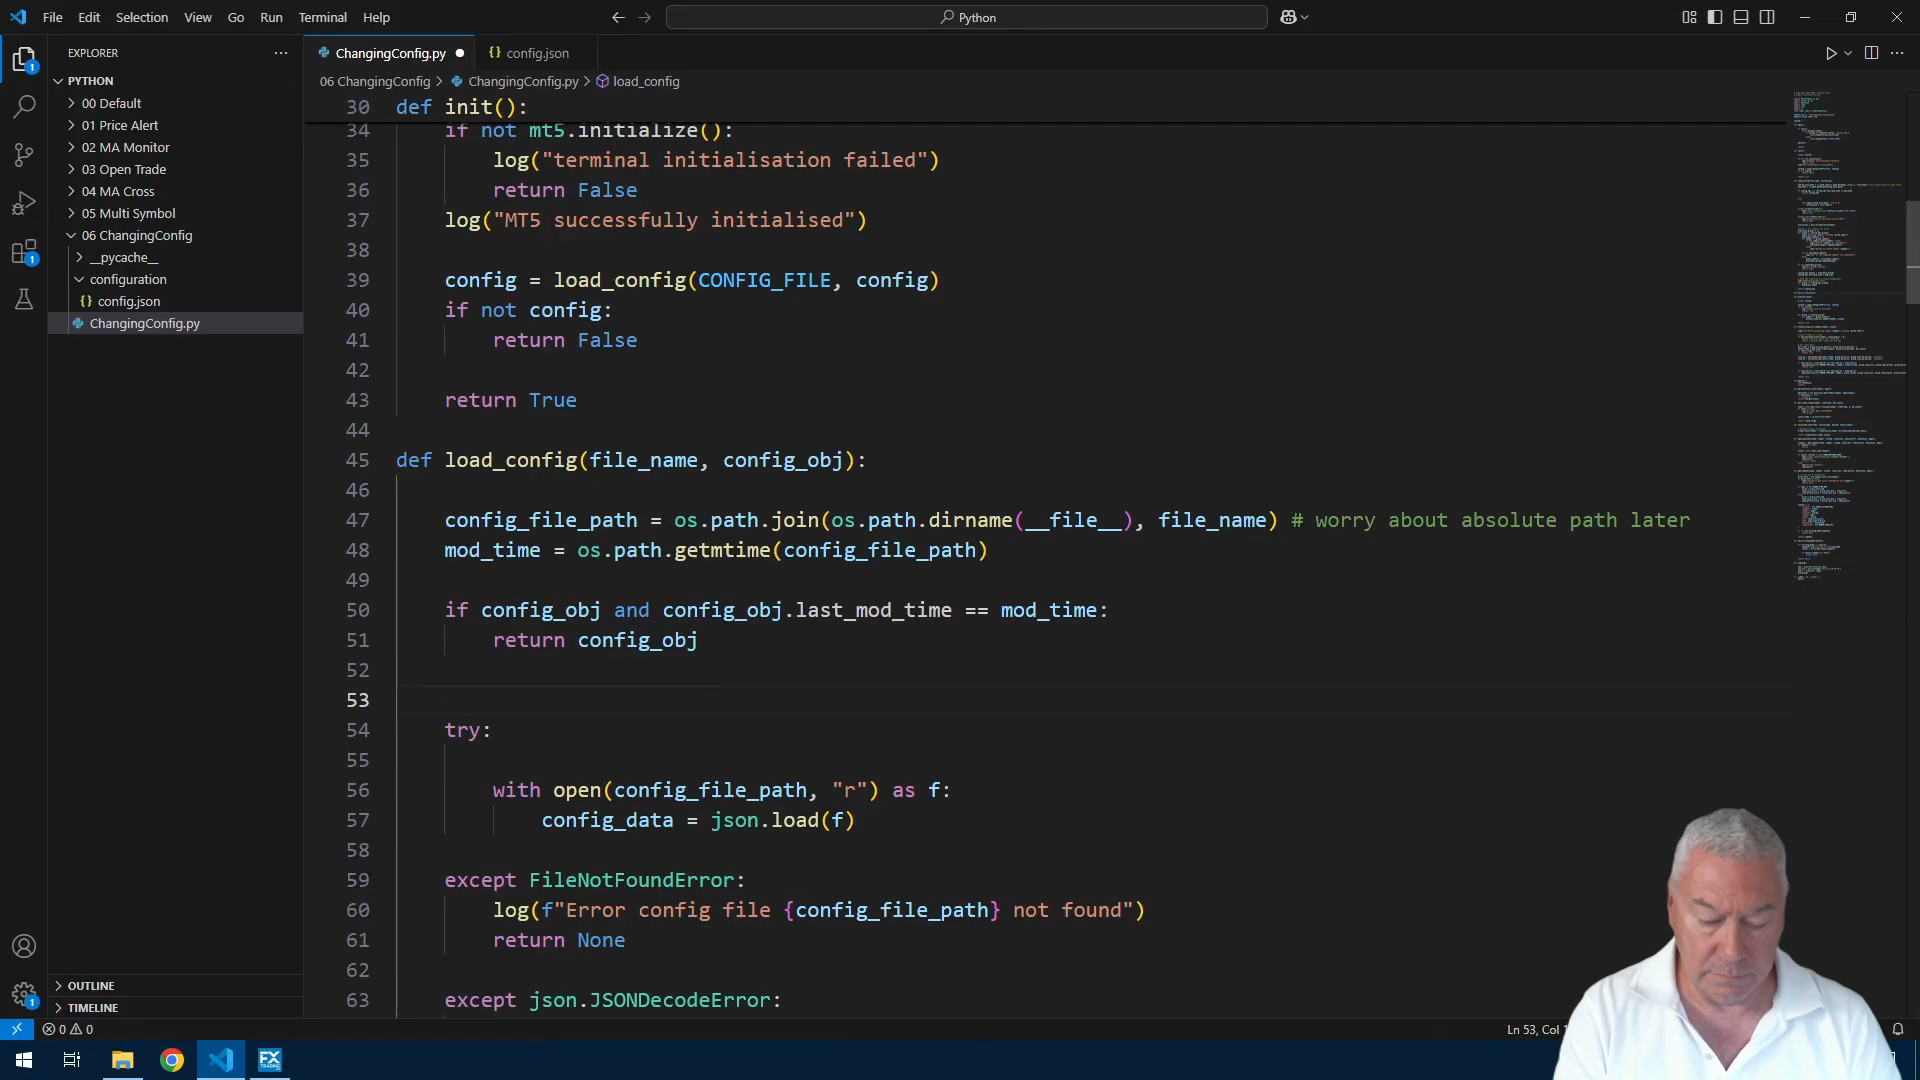 File Edit Selection View Go Run Terminal Help
Python
EXPLORER
PYTHON
00 Default
01 Price Alert
02 MA Monitor
03 Open Trade
04 MA Cross
05 Multi Symbol
06 ChangingConfig
__pycache__
configuration
config.json
ChangingConfig.py
OUTLINE
TIMELINE
ChangingConfig.py config.json
06 ChangingConfig > ChangingConfig.py > load_config
30 def init():
34 if not mt5.initialize():
35 log("terminal initialisation failed")
36 return False
37 log("MT5 successfully initialised")
38
39 config = load_config(CONFIG_FILE, config)
40 if not config:
41 return False
42
43 return True
44
45 def load_config(file_name, config_obj):
46
47 config_file_path = os.path.join(os.path.dirname(__file__), file_name) # worry about absolute path later
48 mod_time = os.path.getmtime(config_file_path)
49
50 if config_obj and config_obj.last_mod_time == mod_time:
51 return config_obj
52
53
54 try:
55
56 with open(config_file_path, "r") as f:
57 config_data = json.load(f)
58
59 except FileNotFoundError:
60 log(f"Error config file {config_file_path} not found")
61 return None
62
63 except json.JSONDecodeError:
0 0
Ln 53, Col
FX
TRADING